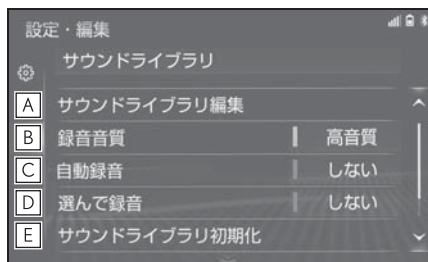 設定・編集
サウンドライブラリ
A サウンドライブラリ編集
B 録音音質 高音質
C 自動録音 しない
D 選んで録音 しない
E サウンドライブラリ初期化